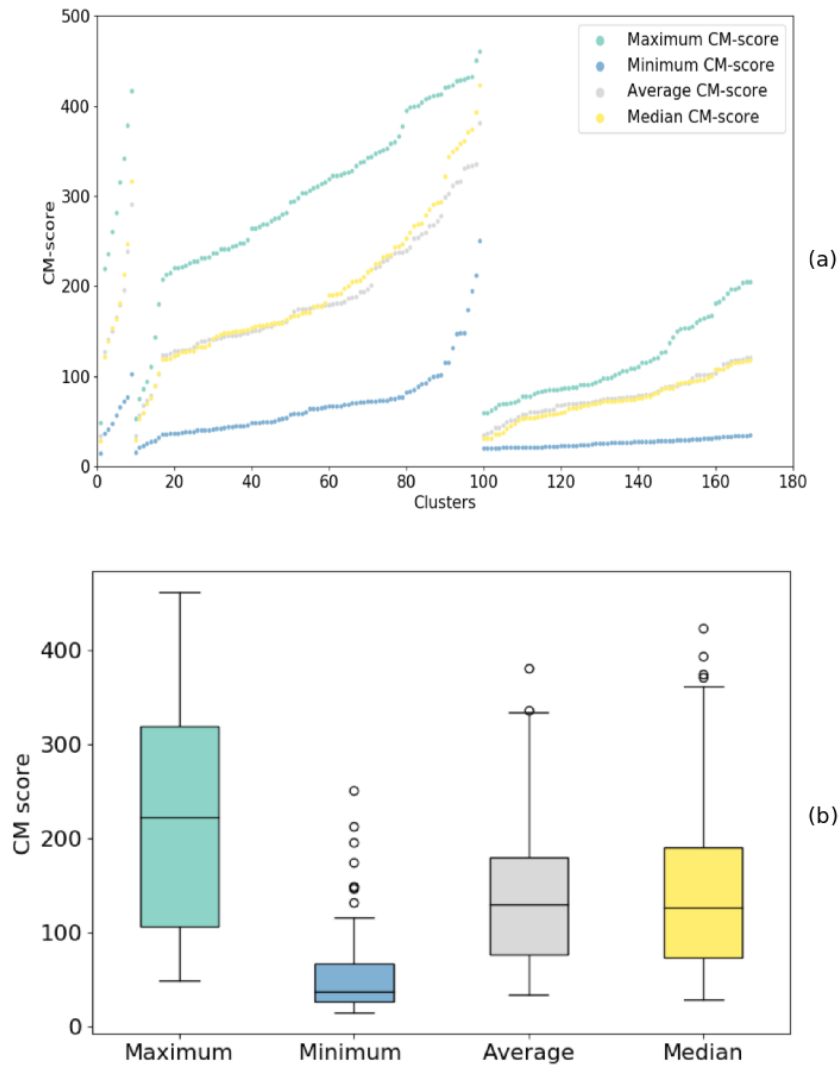 500
400
300
200
100
0
CM-score
Maximum CM-score
Minimum CM-score
Average CM-score
Median CM-score
(a)
0 20 40 60 80 100 120 140 160 180
Clusters
400
300
200
100
0
CM score
(b)
Maximum Minimum Average Median